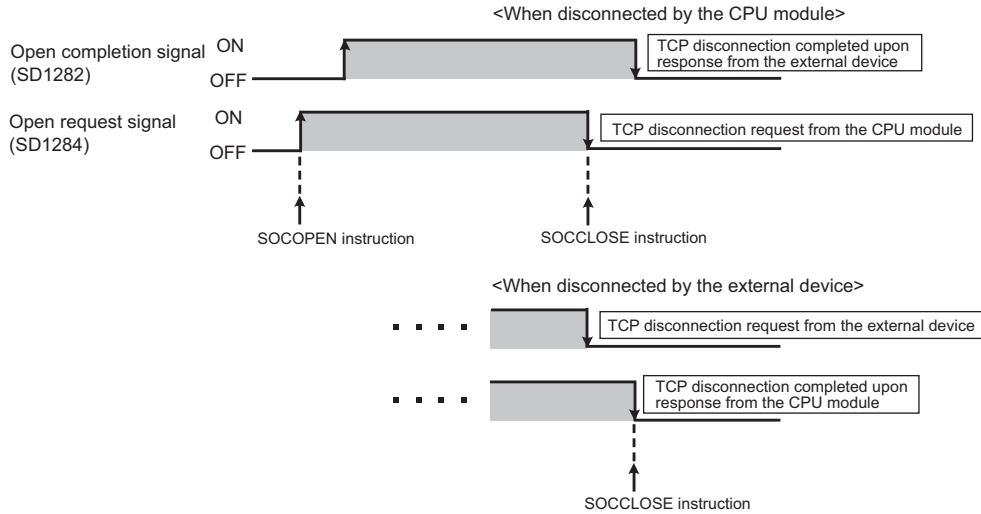 <When disconnected by the CPU module>
Open completion signal
(SD1282)
ON
OFF
TCP disconnection completed upon
response from the external device
Open request signal
(SD1284)
ON
OFF
TCP disconnection request from the CPU module
SOCOPEN instruction
SOCCLOSE instruction
<When disconnected by the external device>
TCP disconnection request from the external device
TCP disconnection completed upon
response from the CPU module
SOCCLOSE instruction